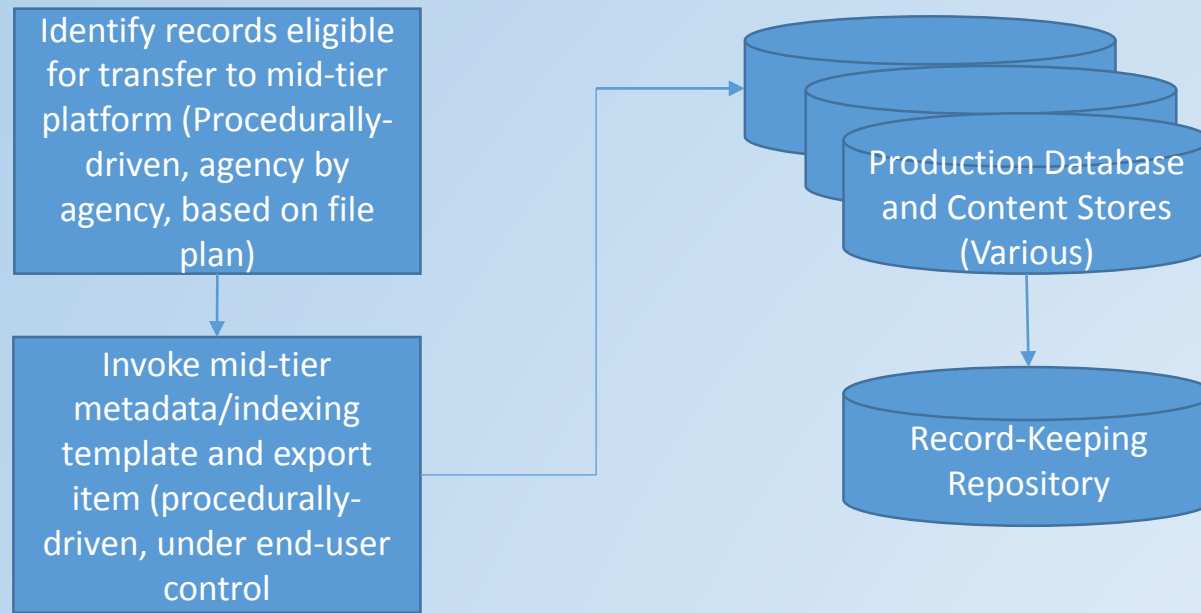 Identify records eligible
for transfer to mid-tier
platform (Procedurally-
driven, agency by
agency, based on file
plan)
Invoke mid-tier
metadata/indexing
template and export
item (procedurally-
driven, under end-user
control
Production Database
and Content Stores
(Various)
Record-Keeping
Repository